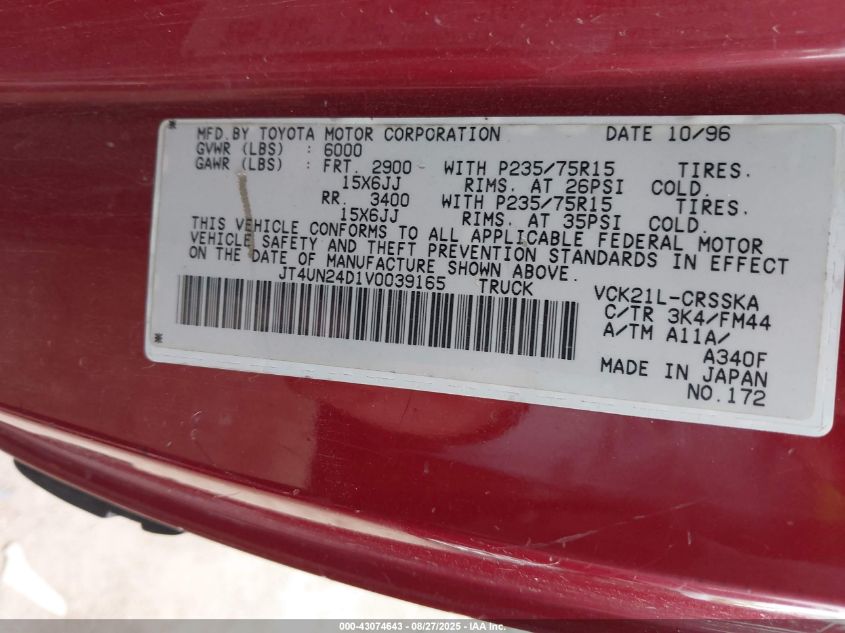 MFD.BY TOYOTA MOTOR CORPORATION DATE 10/96
GVWR (LBS) : 6000
GAWR (LBS) : FRT. 2900 WITH P235/75R15 TIRES.
15X6JJ RIMS. AT 26PSI COLD.
RR. 3400 WITH P235/75R15 TIRES.
15X6JJ RIMS. AT 35PSI COLD.
THIS VEHICLE CONFORMS TO ALL APPLICABLE FEDERAL MOTOR
VEHICLE SAFETY AND THEFT PREVENTION STANDARDS IN EFFECT
ON THE DATE OF MANUFACTURE SHOWN ABOVE.
JT4UN24D1V0039165 TRUCK VCK21L-CRSSKA
C/TR 3K4/FM44
A/TM A11A/
A340F
MADE IN JAPAN
NO.172
000-43074643 - 08/27/2025 - IAA Inc.